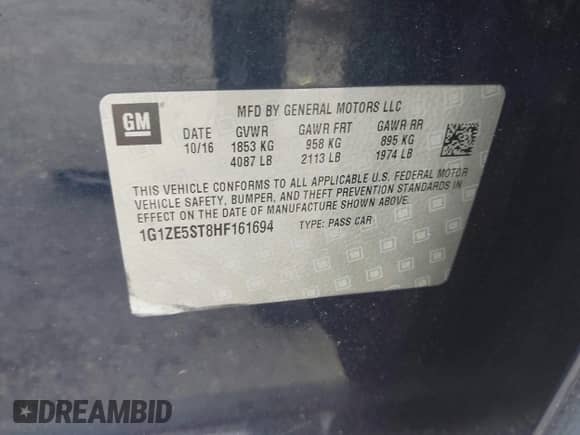 GM
MFD BY GENERAL MOTORS LLC
DATE GVWR GAWR FRT GAWR RR
10/16 1853 KG 958 KG 895 KG
4087 LB 2113 LB 1974 LB
THIS VEHICLE CONFORMS TO ALL APPLICABLE U.S. FEDERAL MOTOR
VEHICLE SAFETY, BUMPER, AND THEFT PREVENTION STANDARDS IN
EFFECT ON THE DATE OF MANUFACTURE SHOWN ABOVE.
1G1ZE5ST8HF161694 TYPE: PASS CAR
DREAMBID